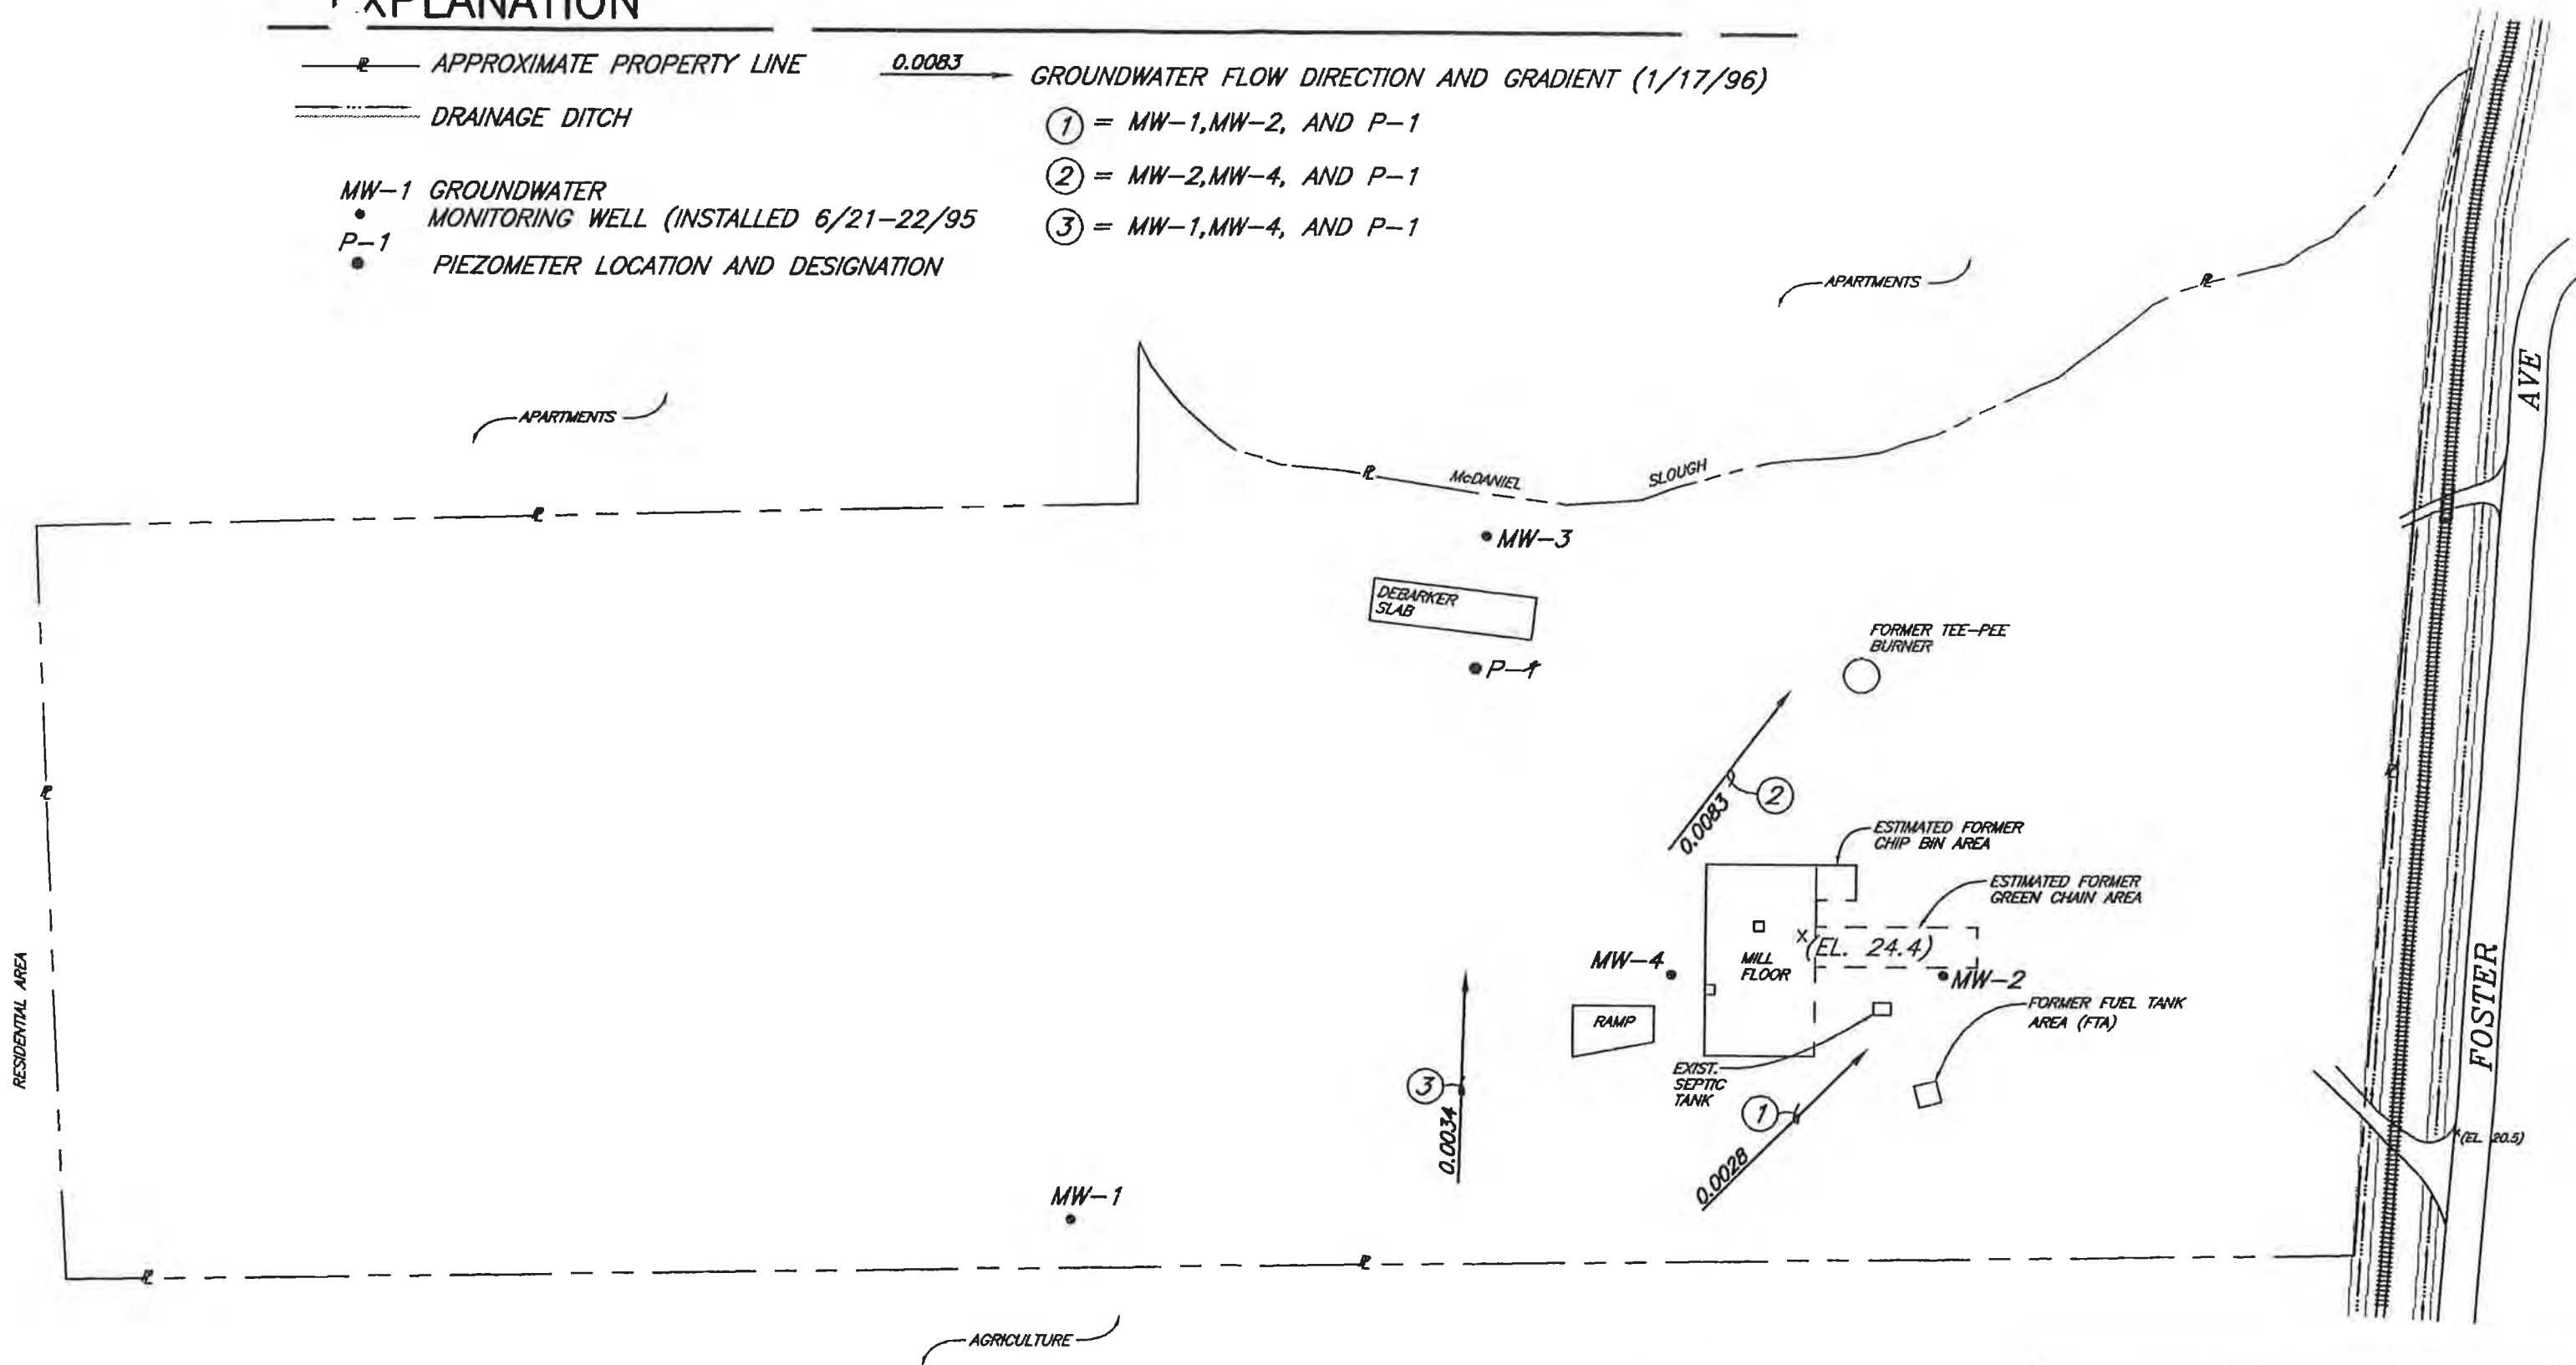 EXPLANATION
APPROXIMATE PROPERTY LINE
DRAINAGE DITCH
MW-1 GROUNDWATER
MONITORING WELL (INSTALLED 6/21-22/95
P-1
PIEZOMETER LOCATION AND DESIGNATION
0.0083
GROUNDWATER FLOW DIRECTION AND GRADIENT (1/17/96)
1 = MW-1,MW-2, AND P-1
2 = MW-2,MW-4, AND P-1
3 = MW-1,MW-4, AND P-1
APARTMENTS
APARTMENTS
McDANIEL
SLOUGH
MW-3
DEBARKER
SLAB
P-1
FORMER TEE-PEE
BURNER
2
0.0083
ESTIMATED FORMER
CHIP BIN AREA
ESTIMATED FORMER
GREEN CHAIN AREA
X
(EL. 24.4)
MILL
FLOOR
MW-4
MW-2
RAMP
FORMER FUEL TANK
AREA (FTA)
EXIST.
SEPTIC
TANK
1
0.0028
3
0.0034
MW-1
RESIDENTIAL AREA
AGRICULTURE
FOSTER
AVE
(EL. 20.5)